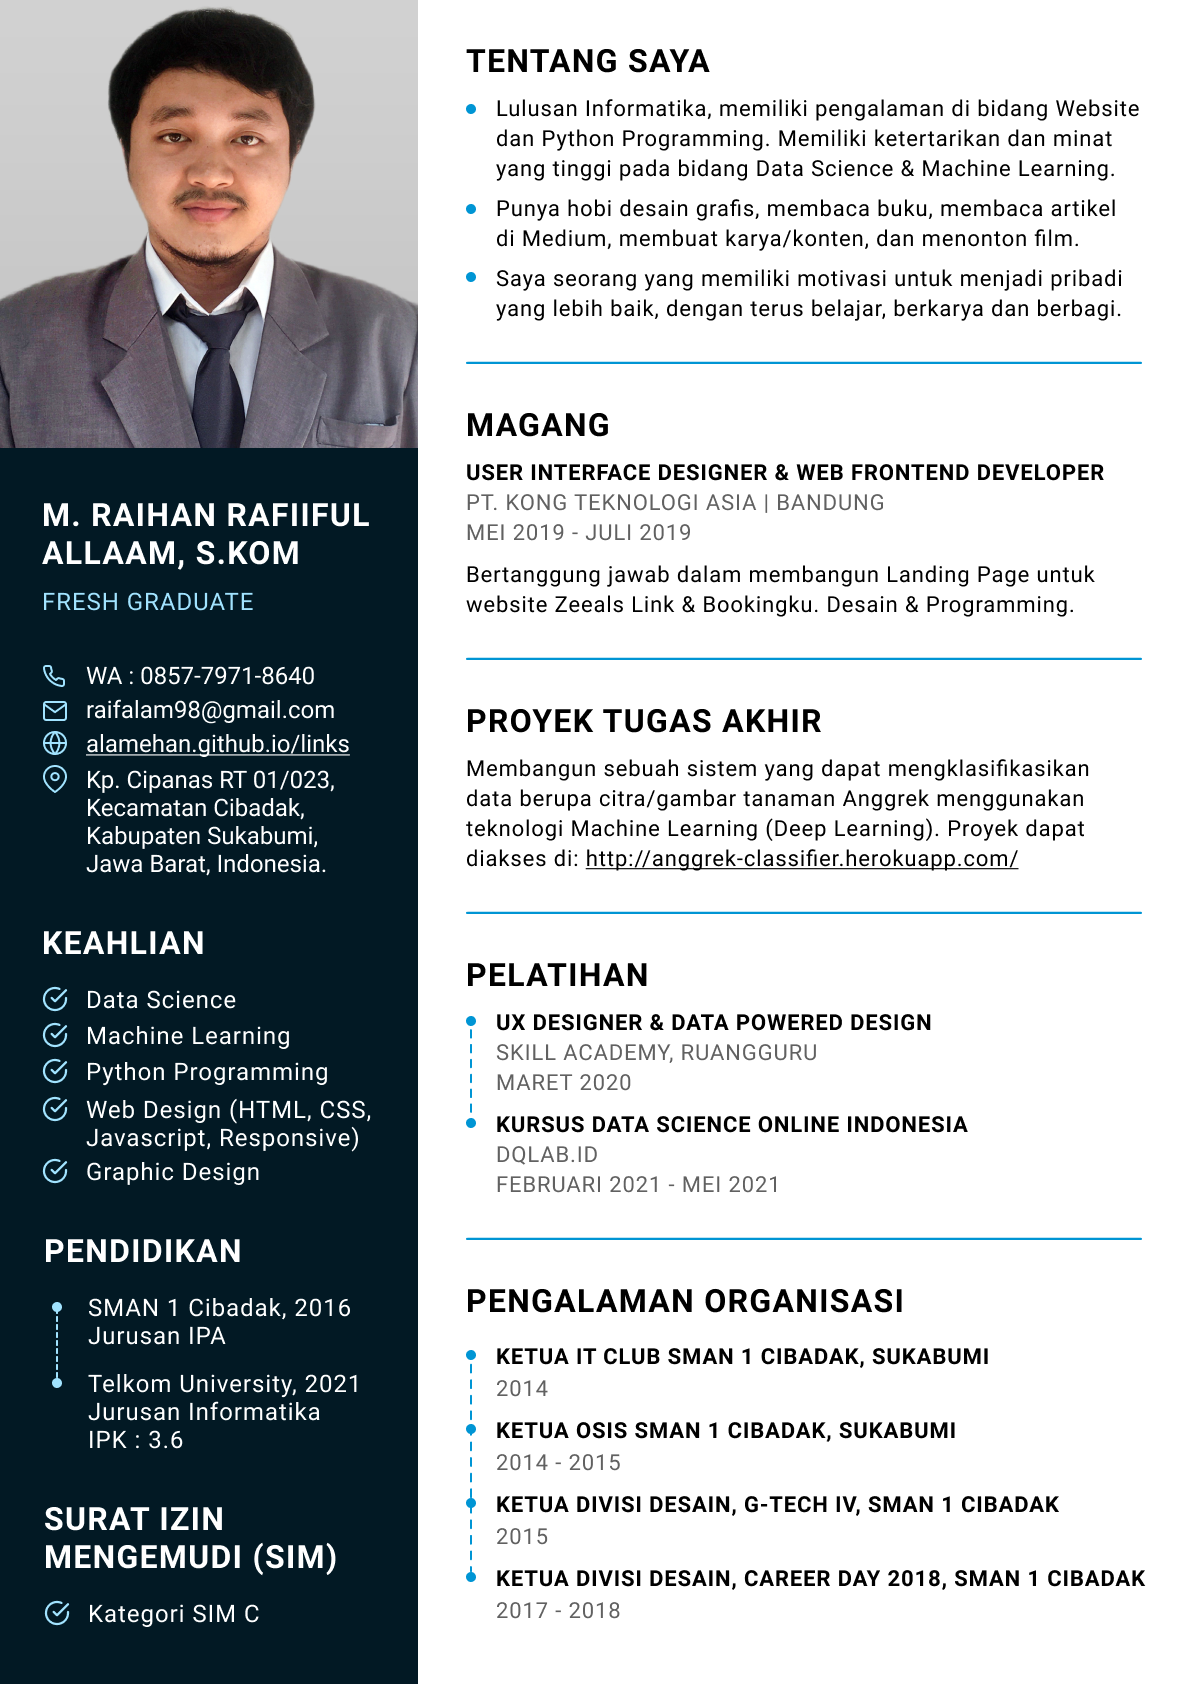 M. RAIHAN RAFIIFUL
ALLAAM, S.KOM
FRESH GRADUATE
WA : 0857-7971-8640
raifalam98@gmail.com
alamehan.github.io/links
Kp. Cipanas RT 01/023,
Kecamatan Cibadak,
Kabupaten Sukabumi,
Jawa Barat, Indonesia.
KEAHLIAN
Data Science
Machine Learning
Python Programming
Web Design (HTML, CSS,
Javascript, Responsive)
Graphic Design
PENDIDIKAN
SMAN 1 Cibadak, 2016
Jurusan IPA
Telkom University, 2021
Jurusan Informatika
IPK : 3.6
SURAT IZIN
MENGEMUDI (SIM)
Kategori SIM C
TENTANG SAYA
Lulusan Informatika, memiliki pengalaman di bidang Website
dan Python Programming. Memiliki ketertarikan dan minat
yang tinggi pada bidang Data Science & Machine Learning.
Punya hobi desain grafis, membaca buku, membaca artikel
di Medium, membuat karya/konten, dan menonton film.
Saya seorang yang memiliki motivasi untuk menjadi pribadi
yang lebih baik, dengan terus belajar, berkarya dan berbagi.
MAGANG
USER INTERFACE DESIGNER & WEB FRONTEND DEVELOPER
PT. KONG TEKNOLOGI ASIA | BANDUNG
MEI 2019 - JULI 2019
Bertanggung jawab dalam membangun Landing Page untuk
website Zeeals Link & Bookingku. Desain & Programming.
PROYEK TUGAS AKHIR
Membangun sebuah sistem yang dapat mengklasifikasikan
data berupa citra/gambar tanaman Anggrek menggunakan
teknologi Machine Learning (Deep Learning). Proyek dapat
diakses di: http://anggrek-classifier.herokuapp.com/
PELATIHAN
UX DESIGNER & DATA POWERED DESIGN
SKILL ACADEMY, RUANGGURU
MARET 2020
KURSUS DATA SCIENCE ONLINE INDONESIA
DQLAB.ID
FEBRUARI 2021 - MEI 2021
PENGALAMAN ORGANISASI
KETUA IT CLUB SMAN 1 CIBADAK, SUKABUMI
2014
KETUA OSIS SMAN 1 CIBADAK, SUKABUMI
2014 - 2015
KETUA DIVISI DESAIN, G-TECH IV, SMAN 1 CIBADAK
2015
KETUA DIVISI DESAIN, CAREER DAY 2018, SMAN 1 CIBADAK
2017 - 2018